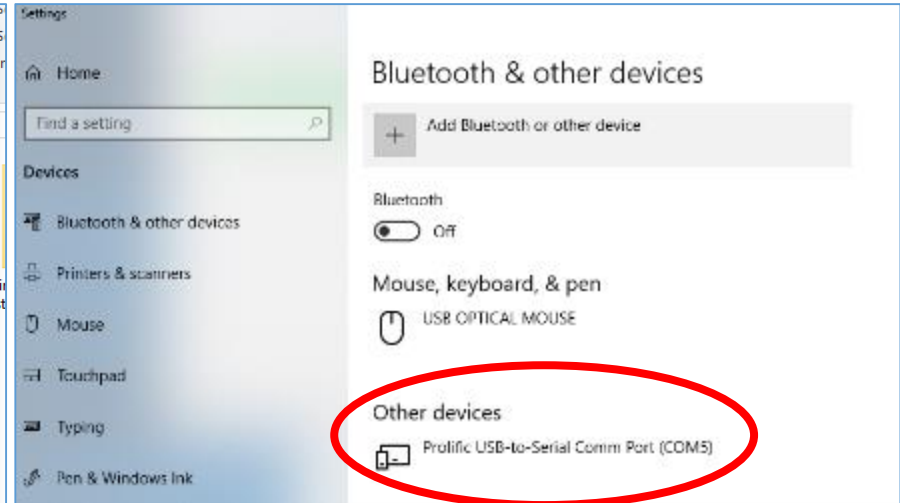 Settings
Home
Find a setting
Devices
Bluetooth & other devices
Printers & scanners
Mouse
Touchpad
Typing
Pen & Windows Ink
Bluetooth & other devices
Add Bluetooth or other device
Bluetooth
Off
Mouse, keyboard, & pen
USB OPTICAL MOUSE
Other devices
Prolific USB-to-Serial Comm Port (COM5)